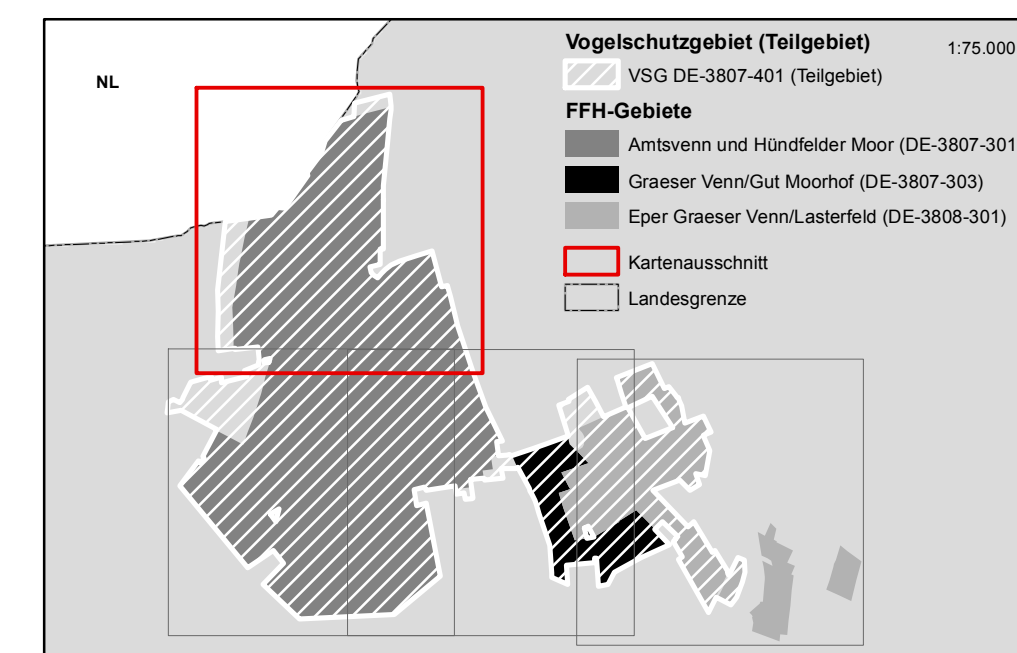 Vogelschutzgebiet (Teilgebiet)
1:75.000
NL
VSG DE-3807-401 (Teilgebiet)
FFH-Gebiete
Amtsvenn und Hündfelder Moor (DE-3807-301
Graeser Venn/Gut Moorhof (DE-3807-303)
Eper Graeser Venn/Lasterfeld (DE-3808-301)
Kartenausschnitt
Landesgrenze